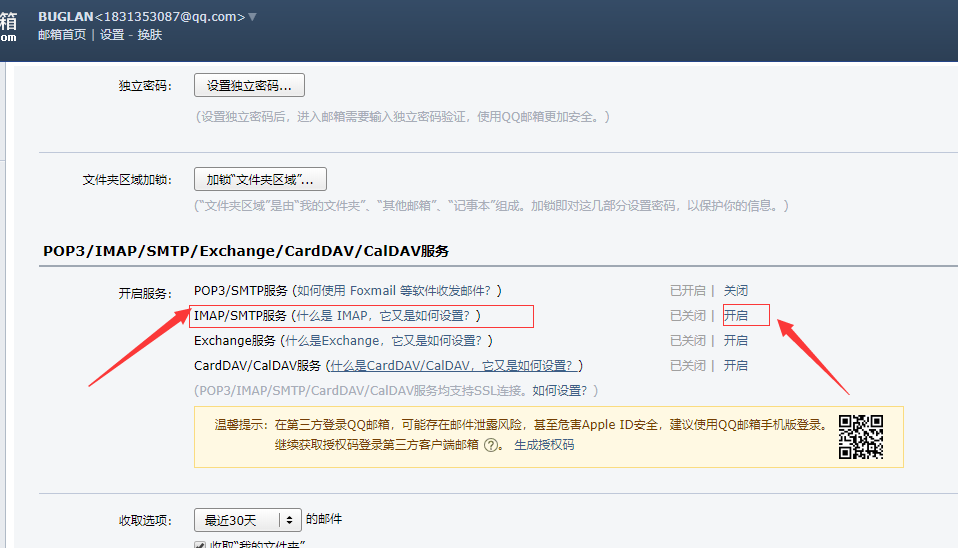 箱 BUGLAN<1831353087@qq.com>
om 邮箱首页 | 设置 - 换肤
独立密码： 设置独立密码...
（设置独立密码后，进入邮箱需要输入独立密码验证，使用QQ邮箱更加安全。）
文件夹区域加锁： 加锁“文件夹区域”...
（“文件夹区域”是由“我的文件夹”、“其他邮箱”、“记事本”组成。加锁即对这几部分设置密码，以保护你的信息。）
POP3/IMAP/SMTP/Exchange/CardDAV/CalDAV服务
开启服务： POP3/SMTP服务 (如何使用 Foxmail 等软件收发邮件？) 已开启 | 关闭
IMAP/SMTP服务 (什么是 IMAP，它又是如何设置？) 已关闭 | 开启
Exchange服务 (什么是Exchange，它又是如何设置？) 已关闭 | 开启
CardDAV/CalDAV服务 (什么是CardDAV/CalDAV，它又是如何设置？) 已关闭 | 开启
(POP3/IMAP/SMTP/CardDAV/CalDAV服务均支持SSL连接。如何设置？)
温馨提示：在第三方登录QQ邮箱，可能存在邮件泄露风险，甚至危害Apple ID安全，建议使用QQ邮箱手机版登录。
继续获取授权码登录第三方客户端邮箱 ?。 生成授权码
收取选项： 最近30天 的邮件
收取“我的文件夹”